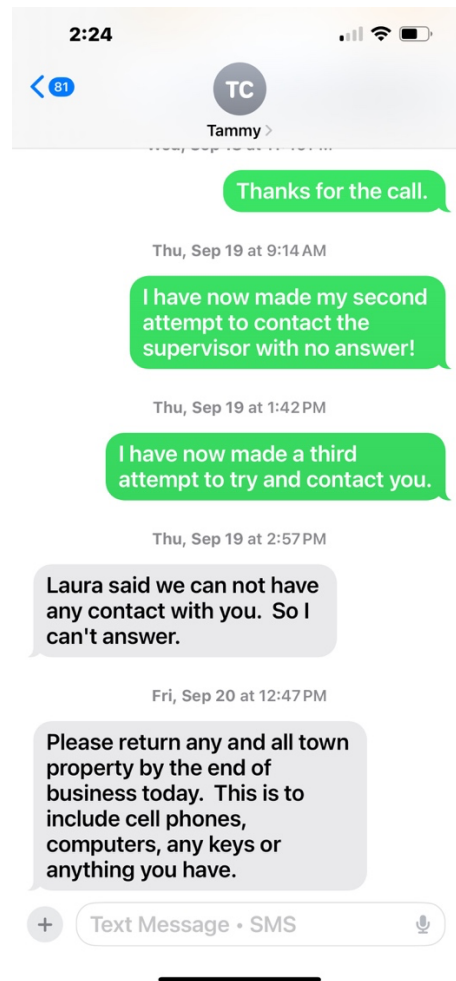 2:24
81
TC
Tammy
Thanks for the call.
Thu, Sep 19 at 9:14 AM
I have now made my second
attempt to contact the
supervisor with no answer!
Thu, Sep 19 at 1:42 PM
I have now made a third
attempt to try and contact you.
Thu, Sep 19 at 2:57 PM
Laura said we can not have
any contact with you.  So I
can't answer.
Fri, Sep 20 at 12:47 PM
Please return any and all town
property by the end of
business today.  This is to
include cell phones,
computers, any keys or
anything you have.
Text Message • SMS